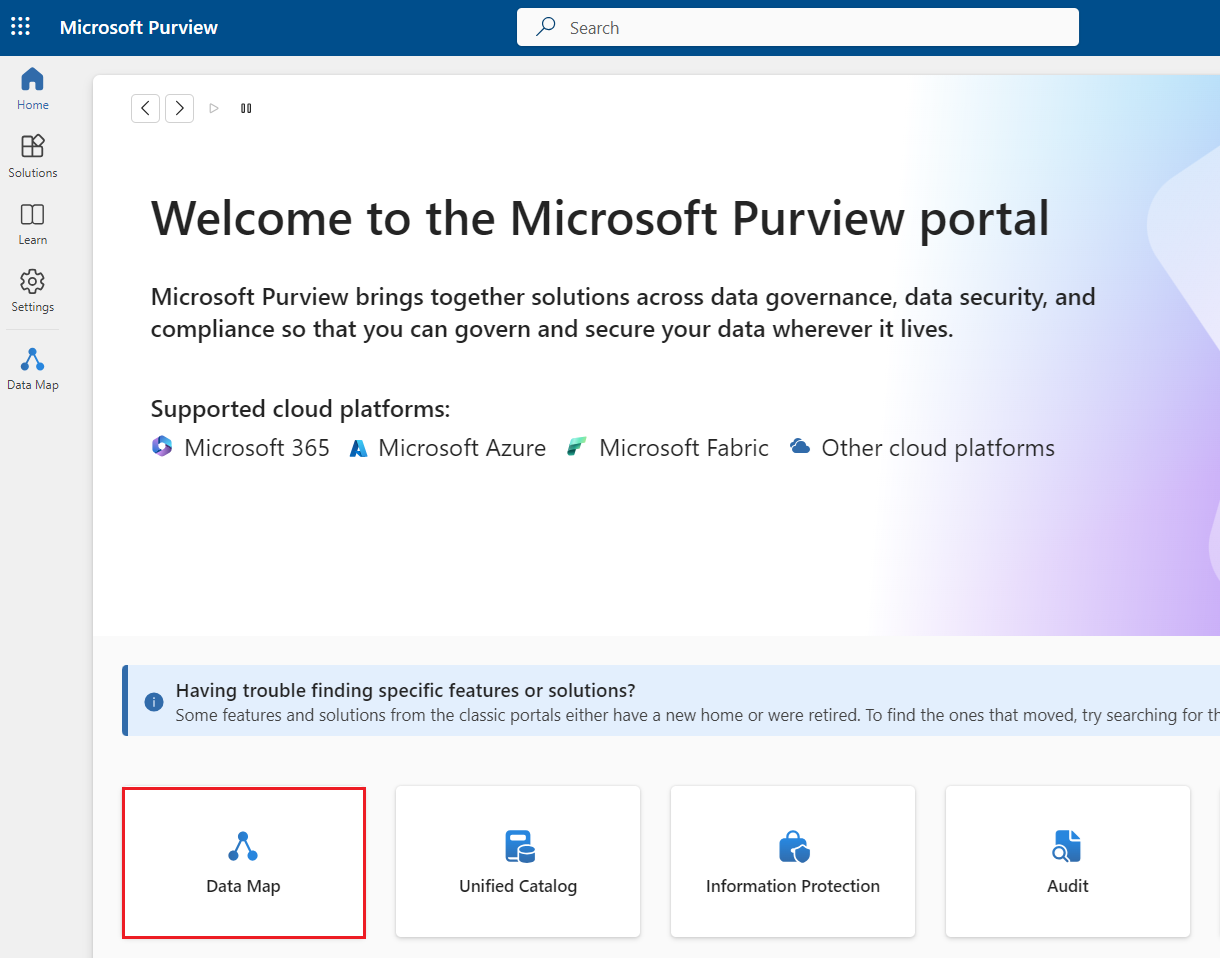 Microsoft Purview
Search
Home
Solutions
Learn
Settings
Data Map
Welcome to the Microsoft Purview portal
Microsoft Purview brings together solutions across data governance, data security, and
compliance so that you can govern and secure your data wherever it lives.
Supported cloud platforms:
Microsoft 365 Microsoft Azure Microsoft Fabric Other cloud platforms
Having trouble finding specific features or solutions?
Some features and solutions from the classic portals either have a new home or were retired. To find the ones that moved, try searching for
Data Map
Unified Catalog
Information Protection
Audit